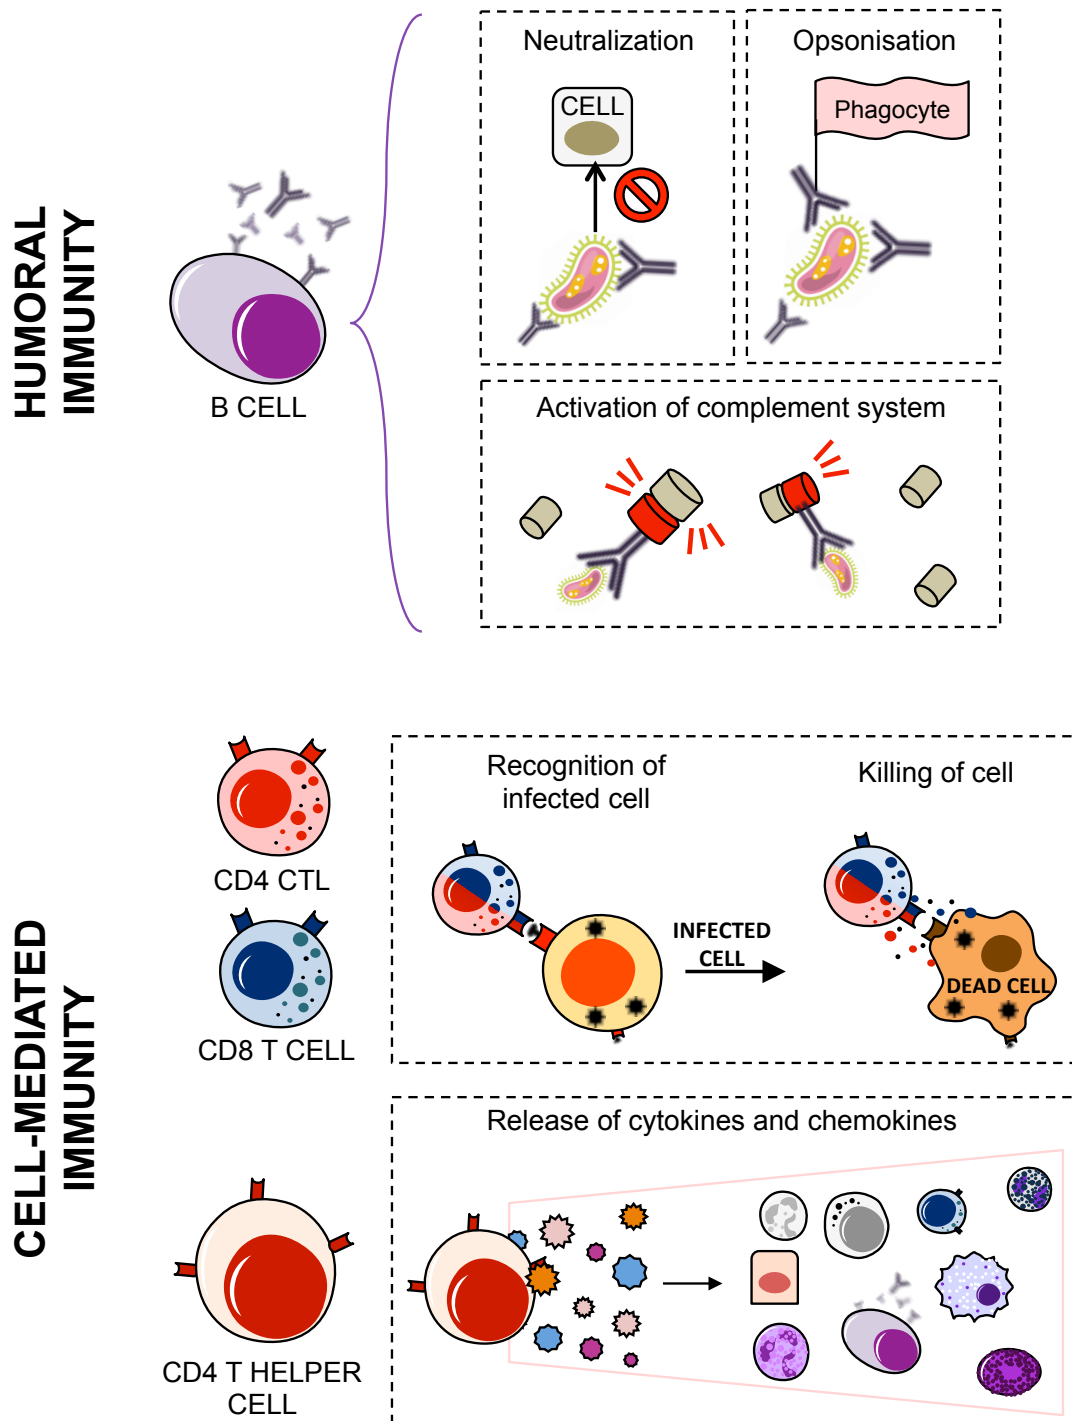 HUMORAL
IMMUNITY
B CELL
Neutralization
CELL
Opsonisation
Phagocyte
Activation of complement system
CELL-MEDIATED
IMMUNITY
CD4 CTL
CD8 T CELL
Recognition of
infected cell
INFECTED
CELL
Killing of cell
DEAD CELL
CD4 T HELPER
CELL
Release of cytokines and chemokines